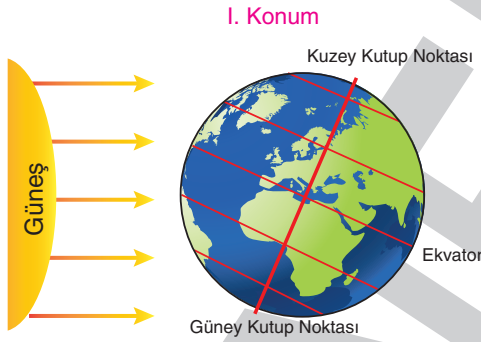 I. Konum
Kuzey Kutup Noktası
Güneş
Ekvator
Güney Kutup Noktası